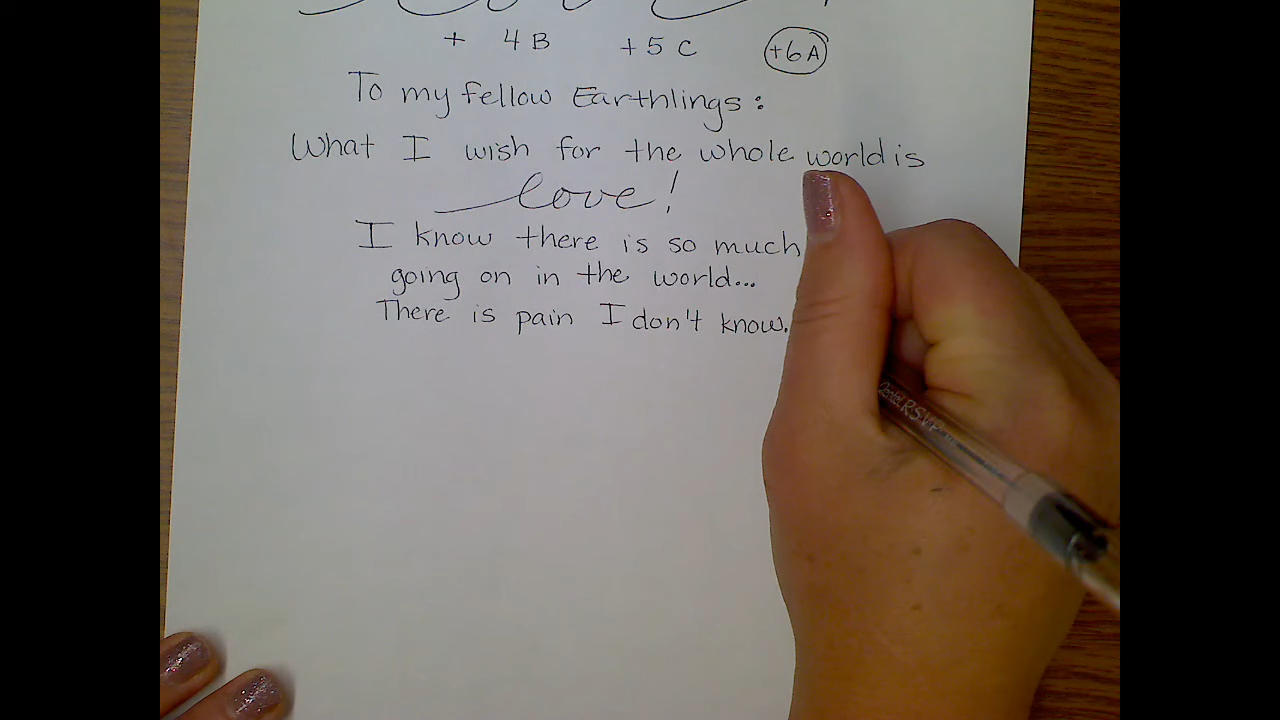 + 4B +5C +6A
To my fellow Earthlings:
What I wish for the whole world is
love!
I know there is so much
going on in the world...
There is pain I don't know.
Pentel R.S.V.P.